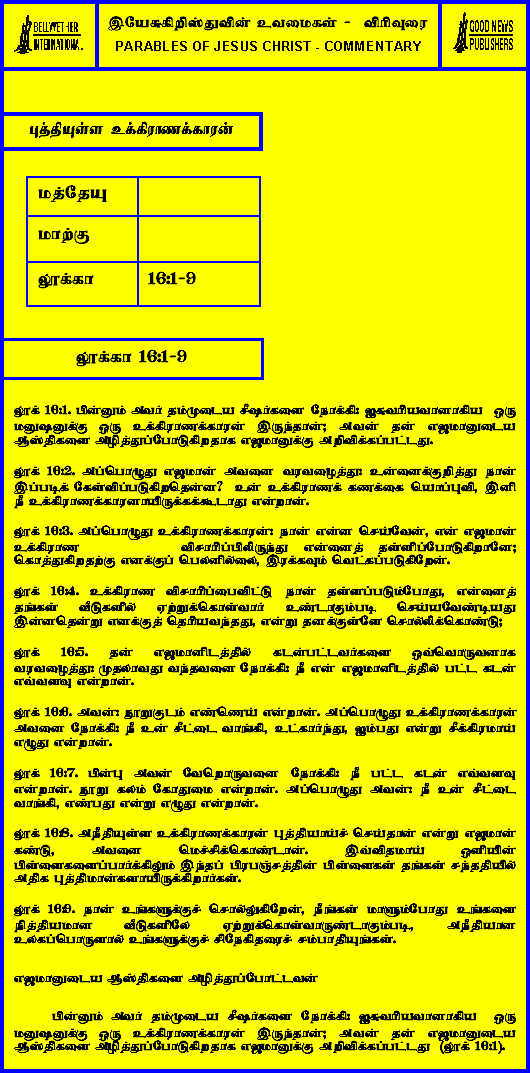 BELLWETHER
INTERNATIONAL
இயேசுகிறிஸ்துவின் உவமைகள் - விரிவுரை
PARABLES OF JESUS CHRIST - COMMENTARY
GOOD NEWS
PUBLISHERS
புத்தியுள்ள உக்கிராணக்காரன்
மத்தேயு
மாற்கு
லூக்கா 16:1-9
லூக்கா 16:1-9
லூக் 16:1. பின்னும் அவர் தம்முடைய சீஷர்களை நோக்கி: ஐசுவரியவானாகிய ஒரு
மனுஷனுக்கு ஒரு உக்கிராணக்காரன் இருந்தான்; அவன் தன் எஜமானுடைய
ஆஸ்திகளை அழித்துப்போடுகிறதாக எஜமானுக்கு அறிவிக்கப்பட்டது.
லூக் 16:2. அப்பொழுது எஜமான் அவனை வரவழைத்து: உன்னைக்குறித்து நான்
இப்படிக் கேள்விப்படுகிறதென்ன? உன் உக்கிராணக் கணக்கை யொப்புவி, இனி
நீ உக்கிராணக்காரனாயிருக்கக்கூடாது என்றான்.
லூக் 16:3. அப்பொழுது உக்கிராணக்காரன்: நான் என்ன செய்வேன், என் எஜமான்
உக்கிராண விசாரிப்பிலிருந்து என்னைத் தள்ளிப்போடுகிறானே;
கொத்துகிறதற்கு எனக்குப் பெலனில்லை, இரக்கவும் வெட்கப்படுகிறேன்.
லூக் 16:4. உக்கிராண விசாரிப்பைவிட்டு நான் தள்ளப்படும்போது, என்னைத்
தங்கள் வீடுகளில் ஏற்றுக்கொள்வார் உண்டாகும்படி செய்யவேண்டியது
இன்னதென்று எனக்குத் தெரியவந்தது, என்று தனக்குள்ளே சொல்லிக்கொண்டு;
லூக் 16:5. தன் எஜமானிடத்தில் கடன்பட்டவர்களை ஒவ்வொருவனாக
வரவழைத்து: முதலாவது வந்தவனை நோக்கி: நீ என் எஜமானிடத்தில் பட்ட கடன்
எவ்வளவு என்றான்.
லூக் 16:6. அவன்: நூறுகுடம் எண்ணெய் என்றான். அப்பொழுது உக்கிராணக்காரன்
அவனை நோக்கி: நீ உன் சீட்டை வாங்கி, உட்கார்ந்து, ஐம்பது என்று சீக்கிரமாய்
எழுது என்றான்.
லூக் 16:7. பின்பு அவன் வேறொருவனை நோக்கி: நீ பட்ட கடன் எவ்வளவு
என்றான். நூறு கலம் கோதுமை என்றான். அப்பொழுது அவன்: நீ உன் சீட்டை
வாங்கி, எண்பது என்று எழுது என்றான்.
லூக் 16:8. அநீதியுள்ள உக்கிராணக்காரன் புத்தியாய்ச் செய்தான் என்று எஜமான்
கண்டு, அவனை மெச்சிக்கொண்டான். இவ்விதமாய் ஒளியின்
பிள்ளைகளைப்பார்க்கிலும் இந்தப் பிரபஞ்சத்தின் பிள்ளைகள் தங்கள் சந்ததியில்
அதிக புத்திமான்களாயிருக்கிறார்கள்.
லூக் 16:9. நான் உங்களுக்குச் சொல்லுகிறேன், நீங்கள் மாளும்போது உங்களை
நித்தியமான வீடுகளிலே ஏற்றுக்கொள்வாருண்டாகும்படி, அநீதியான
உலகப்பொருளால் உங்களுக்குச் சிநேகிதரைச் சம்பாதியுங்கள்.
எஜமானுடைய ஆஸ்திகளை அழித்துப்போட்டவன்
பின்னும் அவர் தம்முடைய சீஷர்களை நோக்கி: ஐசுவரியவானாகிய ஒரு
மனுஷனுக்கு ஒரு உக்கிராணக்காரன் இருந்தான்; அவன் தன் எஜமானுடைய
ஆஸ்திகளை அழித்துப்போடுகிறதாக எஜமானுக்கு அறிவிக்கப்பட்டது (லூக் 16:1).